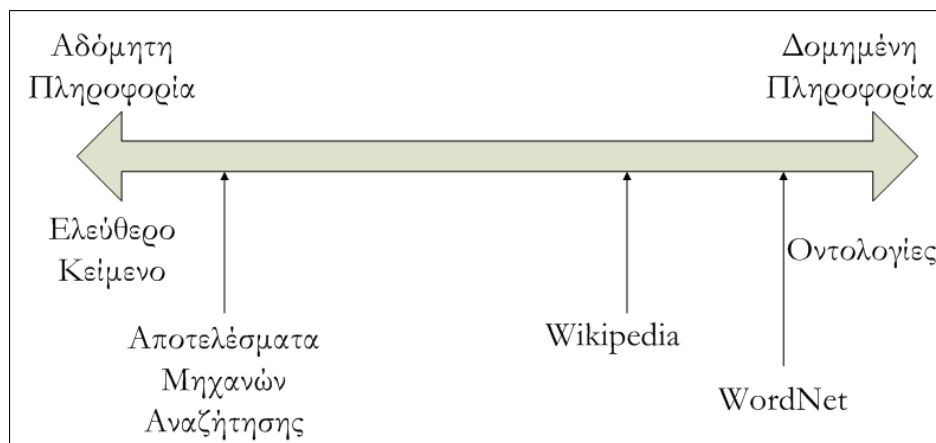 Αδόμητη
Πληροφορία
Δομημένη
Πληροφορία
Ελεύθερο
Κείμενο
Οντολογίες
Αποτελέσματα
Μηχανών
Αναζήτησης
Wikipedia
WordNet